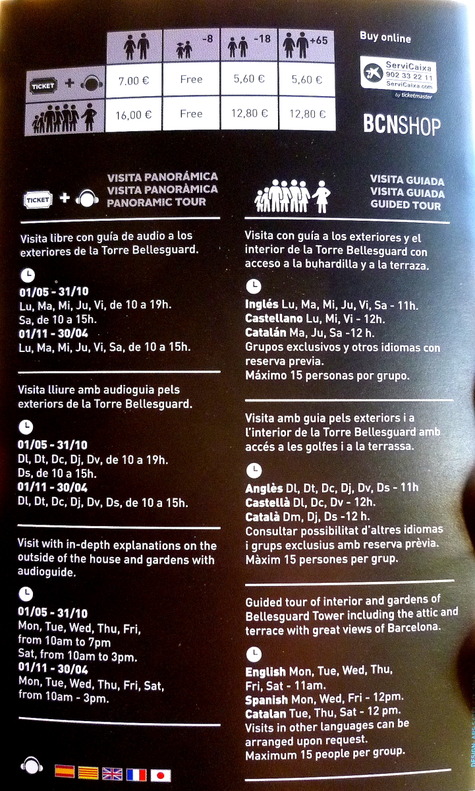 -8
-18
+65
TICKET +
7,00 €
Free
5,60 €
5,60 €
16,00 €
Free
12,80 €
12,80 €
Buy online
ServiCaixa
902 33 22 11
ServiCaixa.com
by ticketmaster
BCNSHOP
TICKET +
VISITA PANORÁMICA
VISITA PANORÀMICA
PANORAMIC TOUR
Visita libre con guía de audio a los
exteriores de la Torre Bellesguard.
01/05 - 31/10
Lu, Ma, Mi, Ju, Vi, de 10 a 19h.
Sa, de 10 a 15h.
01/11 - 30/04
Lu, Ma, Mi, Ju, Vi, Sa, de 10 a 15h.
Visita lliure amb audioguia pels
exteriors de la Torre Bellesguard.
01/05 - 31/10
Dl, Dt, Dc, Dj, Dv, de 10 a 19h.
Ds, de 10 a 15h.
01/11 - 30/04
Dl, Dt, Dc, Dj, Dv, Ds, de 10 a 15h.
Visit with in-depth explanations on the
outside of the house and gardens with
audioguide.
01/05 - 31/10
Mon, Tue, Wed, Thu, Fri,
from 10am to 7pm
Sat, from 10am to 3pm.
01/11 - 30/04
Mon, Tue, Wed, Thu, Fri, Sat,
from 10am - 3pm.
VISITA GUIADA
VISITA GUIADA
GUIDED TOUR
Visita con guía a los exteriores y el
interior de la Torre Bellesguard con
acceso a la buhardilla y a la terraza.
Inglés Lu, Ma, Mi, Ju, Vi, Sa - 11h.
Castellano Lu, Mi, Vi - 12h.
Catalán Ma, Ju, Sa -12 h.
Grupos exclusivos y otros idiomas con
reserva previa.
Máximo 15 personas por grupo.
Visita amb guia pels exteriors i a
l'interior de la Torre Bellesguard amb
accés a les golfes i a la terrassa.
Anglès Dl, Dt, Dc, Dj, Dv, Ds - 11h
Castellà Dl, Dc, Dv - 12h.
Català Dm, Dj, Ds -12 h.
Consultar possibilitat d'altres idiomas
i grups exclusius amb reserva prèvia.
Màxim 15 persones per grup.
Guided tour of interior and gardens of
Bellesguard Tower including the attic and
terrace with great views of Barcelona.
English Mon, Tue, Wed, Thu,
Fri, Sat - 11am.
Spanish Mon, Wed, Fri - 12pm.
Catalan Tue, Thu, Sat - 12 pm.
Visits in other languages can be
arranged upon request.
Maximum 15 people per group.